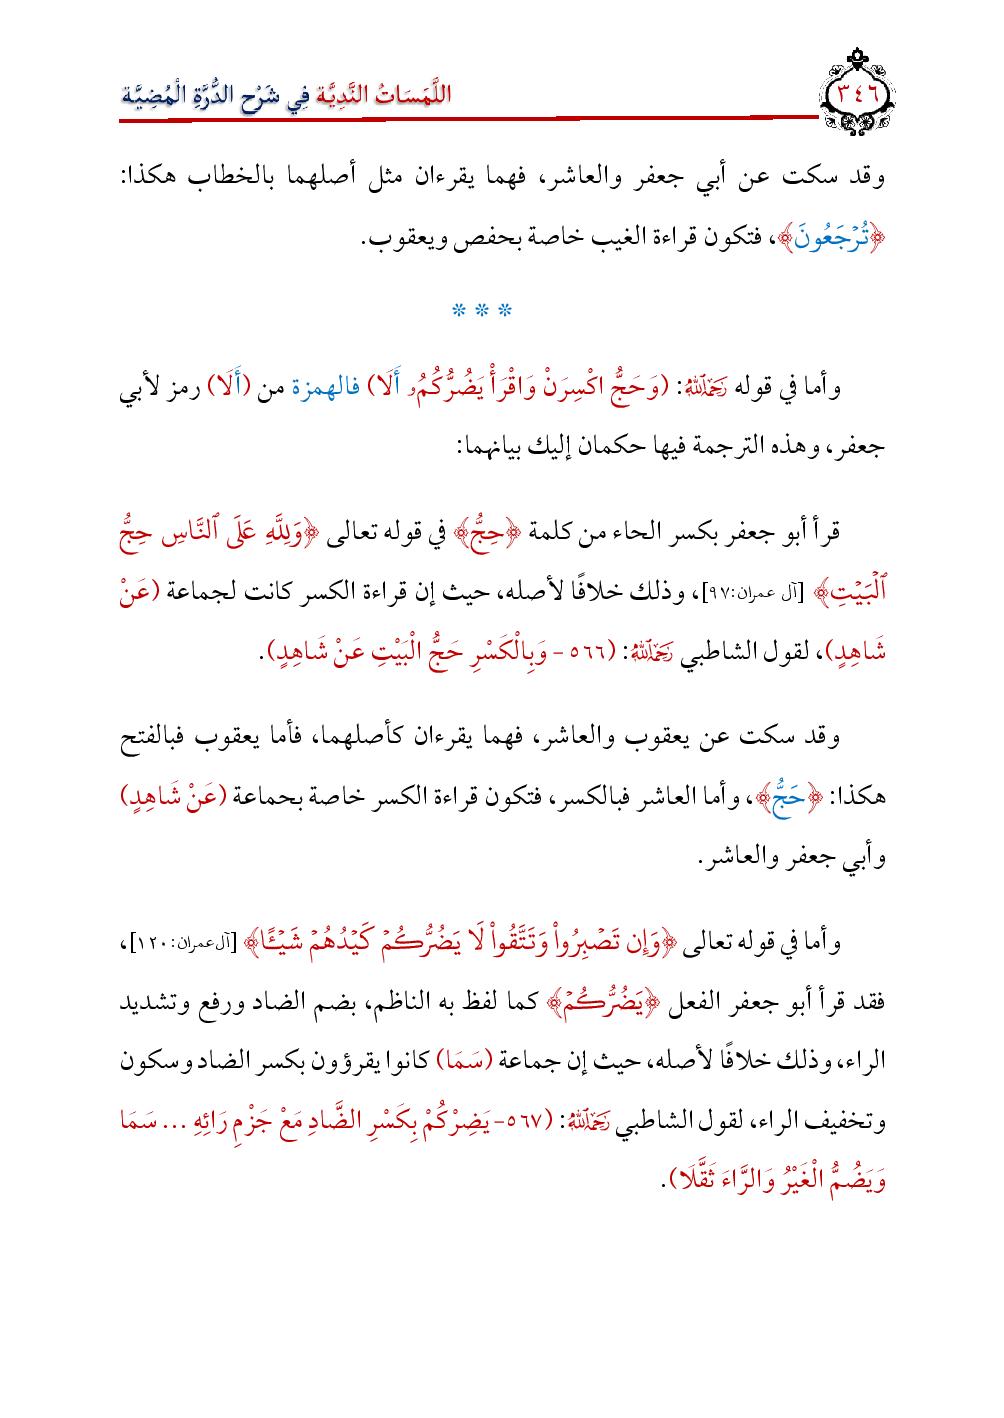 ٣٤٦
اللَّمَسَاتُ النَّدِيَّة فِي شَرْح الدُّرَّةِ الْمُضِيَّة
وقد سكت عن أبي جعفر والعاشر، فهما يقرءان مثل أصلهما بالخطاب هكذا:
﴿تُرۡجَعُونَ﴾، فتكون قراءة الغيب خاصة بحفص ويعقوب.
* * *
وأما في قوله رَحِمَهُ اللَّهُ: (وَحَجُّ اكْسِرَنْ وَاقْرَأْ يَضُرُّكُمُۥ أَلَا) فالهمزة من (أَلَا) رمز لأبي
جعفر، وهذه الترجمة فيها حكمان إليك بيانهما:
قرأ أبو جعفر بكسر الحاء من كلمة ﴿حِجُّ﴾ في قوله تعالى ﴿وَلِلَّهِ عَلَى ٱلنَّاسِ حِجُّ
ٱلۡبَيۡتِ﴾ [آل عمران:٩٧]، وذلك خلافًا لأصله، حيث إن قراءة الكسر كانت لجماعة (عَنْ
شَاهِدٍ)، لقول الشاطبي رَحِمَهُ اللَّهُ: (٥٦٦ - وَبِالْكَسْرِ حَجُّ الْبَيْتِ عَنْ شَاهِدٍ).
وقد سكت عن يعقوب والعاشر، فهما يقرءان كأصلهما، فأما يعقوب فبالفتح
هكذا: ﴿حَجُّ﴾، وأما العاشر فبالكسر، فتكون قراءة الكسر خاصة بحماعة (عَنْ شَاهِدٍ)
وأبي جعفر والعاشر.
وأما في قوله تعالى ﴿وَإِن تَصۡبِرُواْ وَتَتَّقُواْ لَا يَضُرُّكُمۡ كَيۡدُهُمۡ شَيۡـًٔا﴾ [آل عمران:١٢٠]،
فقد قرأ أبو جعفر الفعل ﴿يَضُرُّكُمۡ﴾ كما لفظ به الناظم، بضم الضاد ورفع وتشديد
الراء، وذلك خلافًا لأصله، حيث إن جماعة (سَمَا) كانوا يقرؤون بكسر الضاد وسكون
وتخفيف الراء، لقول الشاطبي رَحِمَهُ اللَّهُ: (٥٦٧- يَضِرْكُمْ بِكَسْرِ الضَّادِ مَعْ جَزْمِ رَائِهِ ... سَمَا
وَيَضُمُّ الْغَيْرُ وَالرَّاءَ ثَقَّلَا).